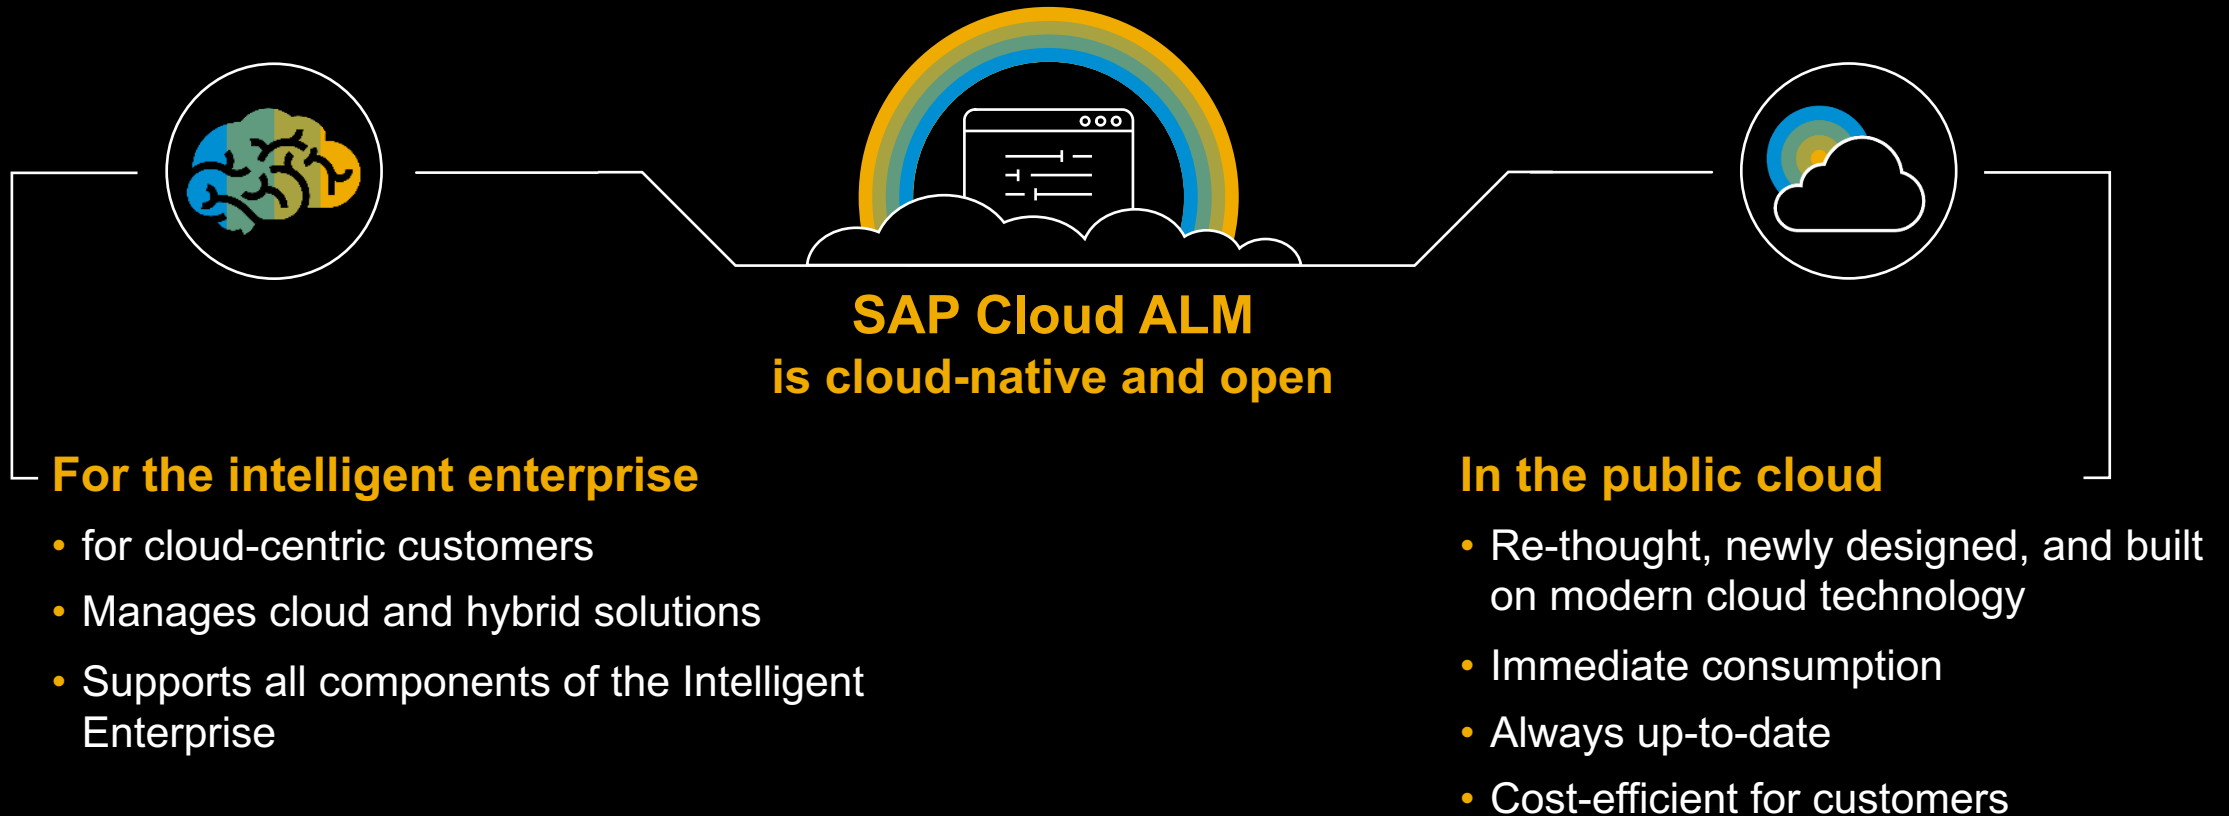 SAP Cloud ALM
is cloud-native and open
For the intelligent enterprise
• for cloud-centric customers
• Manages cloud and hybrid solutions
• Supports all components of the Intelligent
Enterprise
In the public cloud
• Re-thought, newly designed, and built
on modern cloud technology
• Immediate consumption
• Always up-to-date
• Cost-efficient for customers